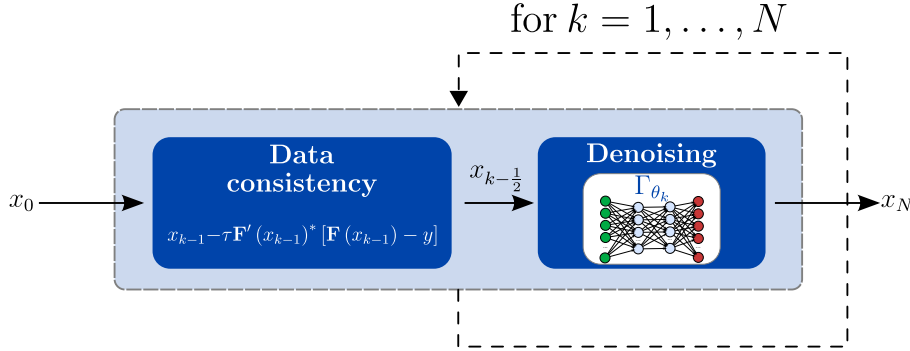 for k = 1, . . . , N
Data
consistency
x_{k−1}−τF′ (x_{k−1})* [F (x_{k−1}) − y]
x_{k−\frac{1}{2}}
Denoising
Γ_{θ_k}
x_0
x_N